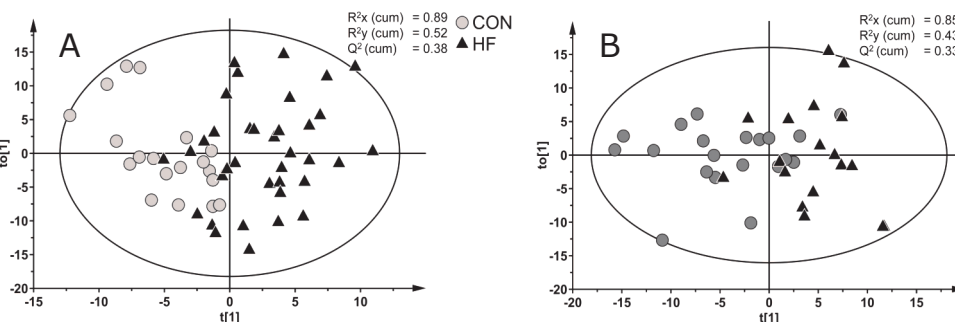 A
R²x (cum) = 0.89
R²y (cum) = 0.52
Q² (cum) = 0.38
CON
HF
to[1]
15
10
5
0
-5
-10
-15
-20
-15
-10
-5
0
5
10
t[1]
B
R²x (cum) = 0.85
R²y (cum) = 0.43
Q² (cum) = 0.33
to[1]
15
10
5
0
-5
-10
-15
-20
-20
-15
-10
-5
0
5
10
15
t[1]